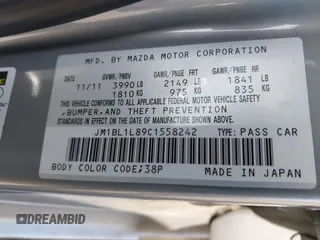 MFD. BY MAZDA MOTOR CORPORATION
GVWR/PNBV GAWR/PNBE FRT GAWR/PNBE RR
11/11 3990 LB 2149 LB 1841 LB
1810 KG 975 KG 835 KG
THIS VEHICLE CONFORMS TO ALL APPLICABLE
FEDERAL MOTOR VEHICLE SAFETY
,BUMPER,AND THEFT PREVENTION
STANDARDS IN EFFECT ON THE DATE OF MANUFACTURE SHOWN ABOVE.
JM1BL1L89C1558242 TYPE:PASS CAR
BODY COLOR CODE;38P
MADE IN JAPAN
DREAMBID